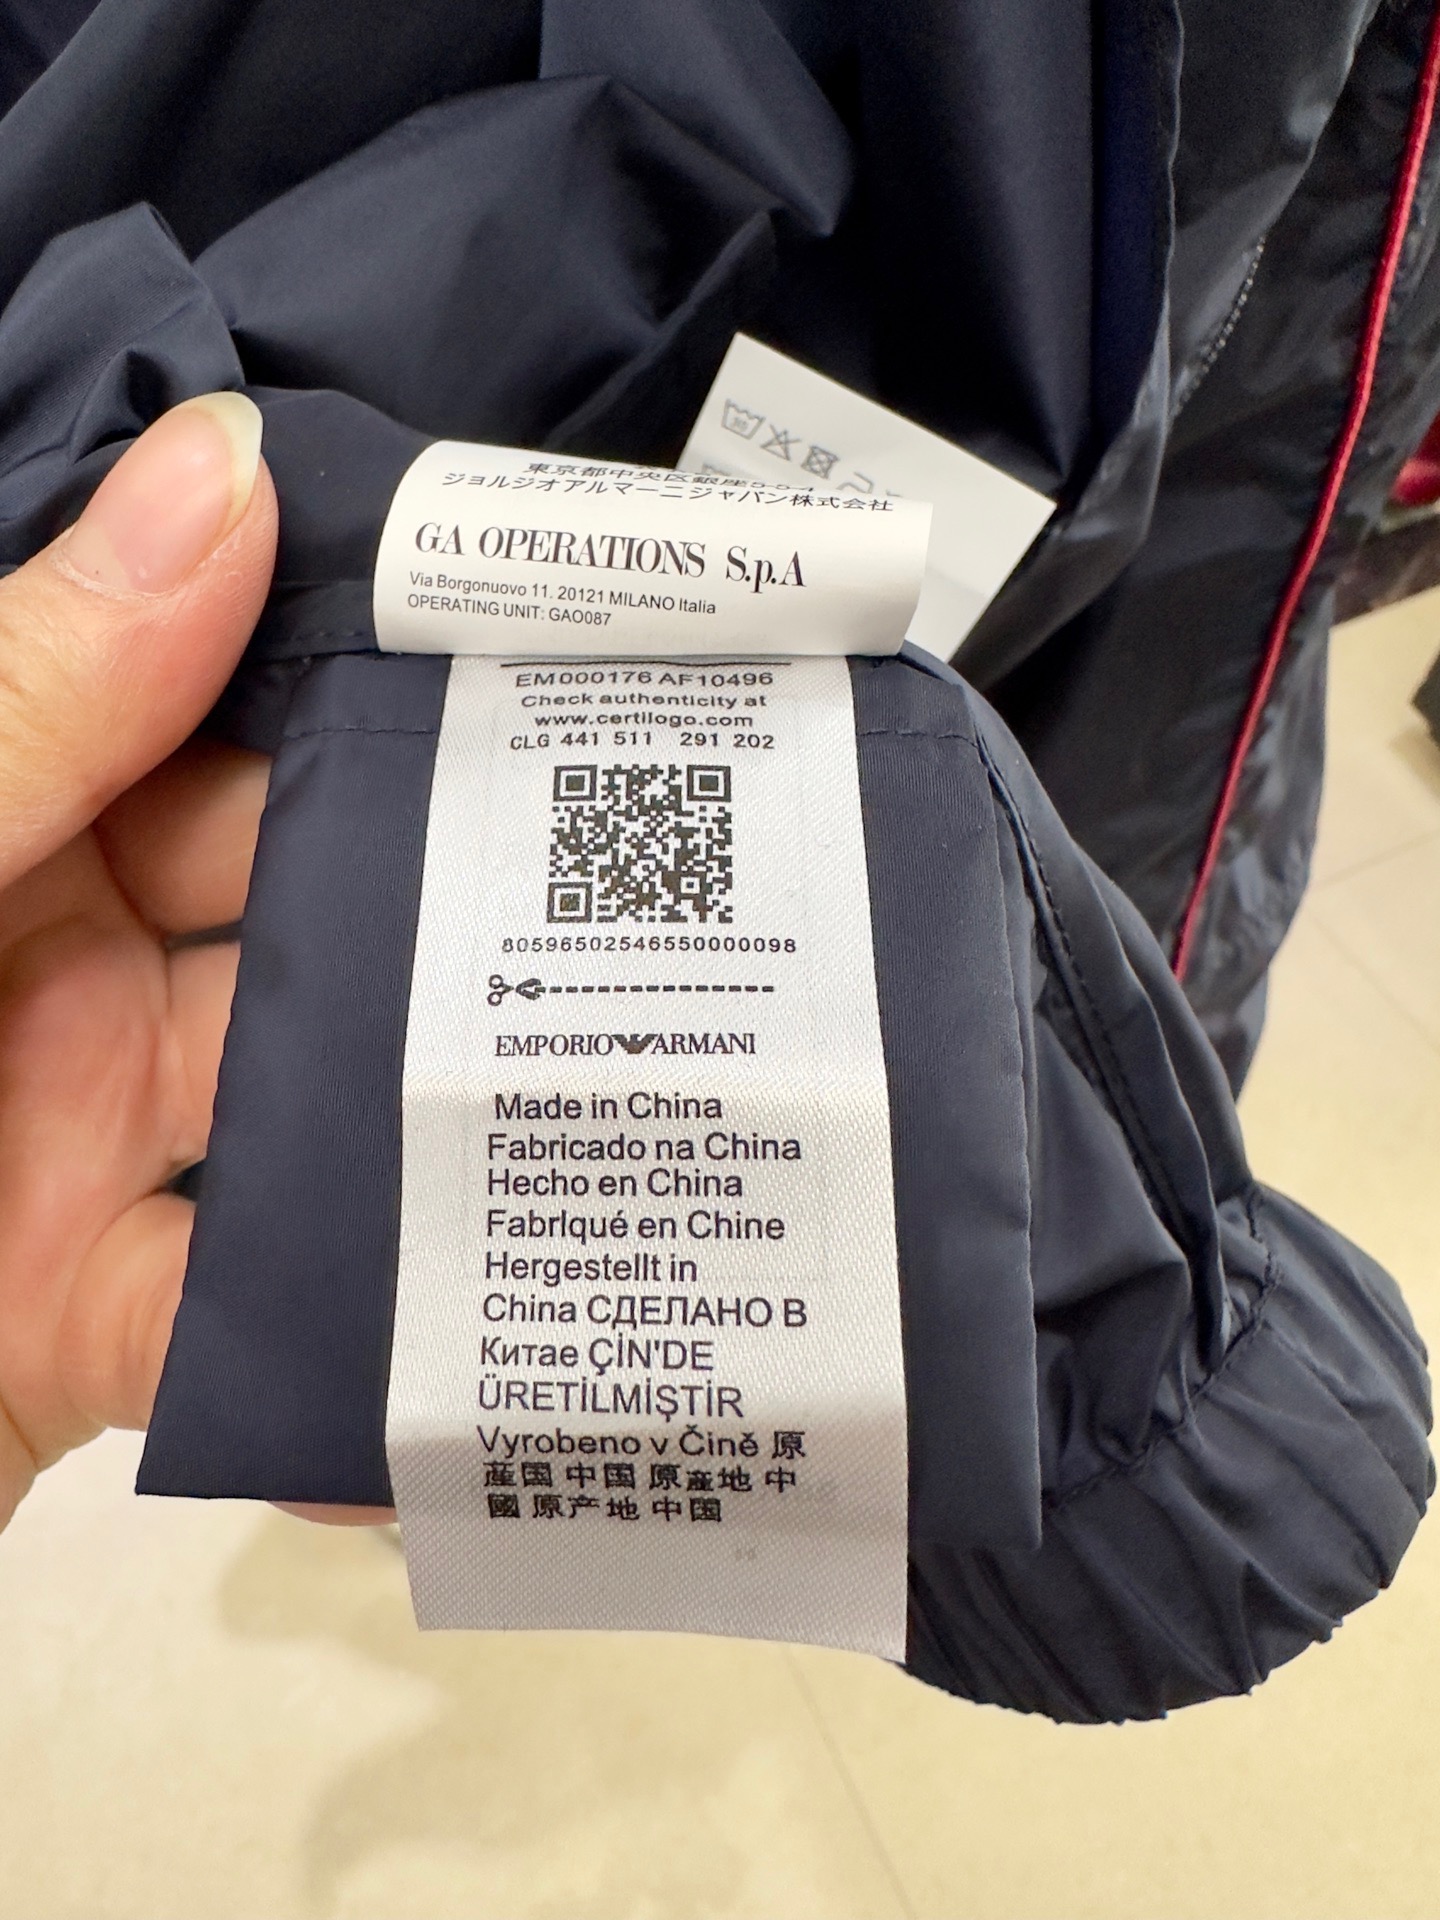 東京都中央区銀座5-5-4
ジョルジオアルマーニジャパン株式会社
GA OPERATIONS S.p.A
Via Borgonuovo 11. 20121 MILANO Italia
OPERATING UNIT: GAO087
EM000176 AF10496
Check authenticity at
www.certilogo.com
CLG 441 511 291 202
80596502546550000098
EMPORIO ARMANI
Made in China
Fabricado na China
Hecho en China
Fabrlqué en Chine
Hergestellt in
China СДЕЛАНО В
Китае ÇİN'DE
ÜRETİLMİŞTİR
Vyrobeno v Čině 原
産国 中国 原產地 中
國 原产地 中国
30